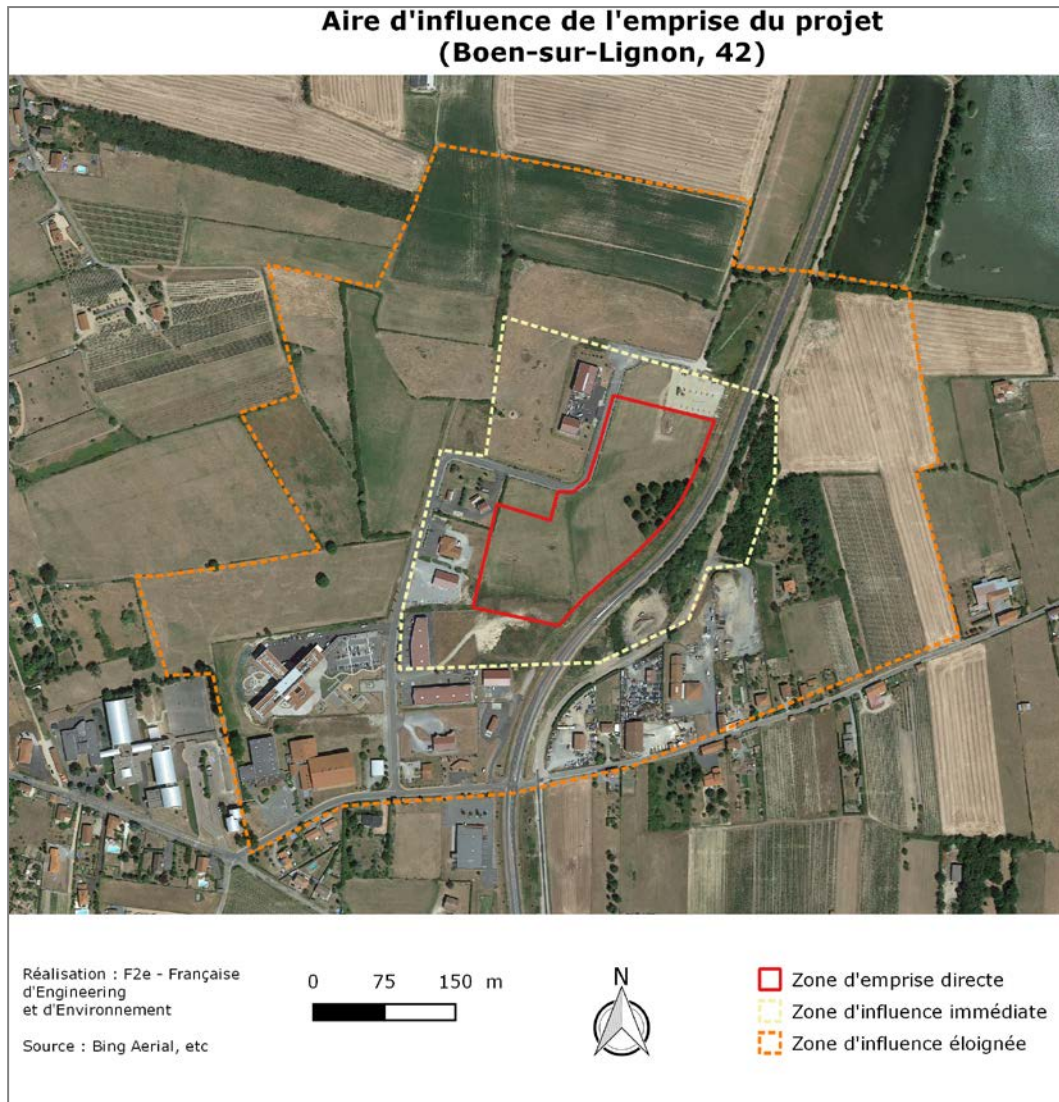 Aire d'influence de l'emprise du projet
(Boen-sur-Lignon, 42)
Réalisation : F2e - Française
d'Engineering
et d'Environnement
Source : Bing Aerial, etc
0 75 150 m
N
Zone d'emprise directe
Zone d'influence immédiate
Zone d'influence éloignée